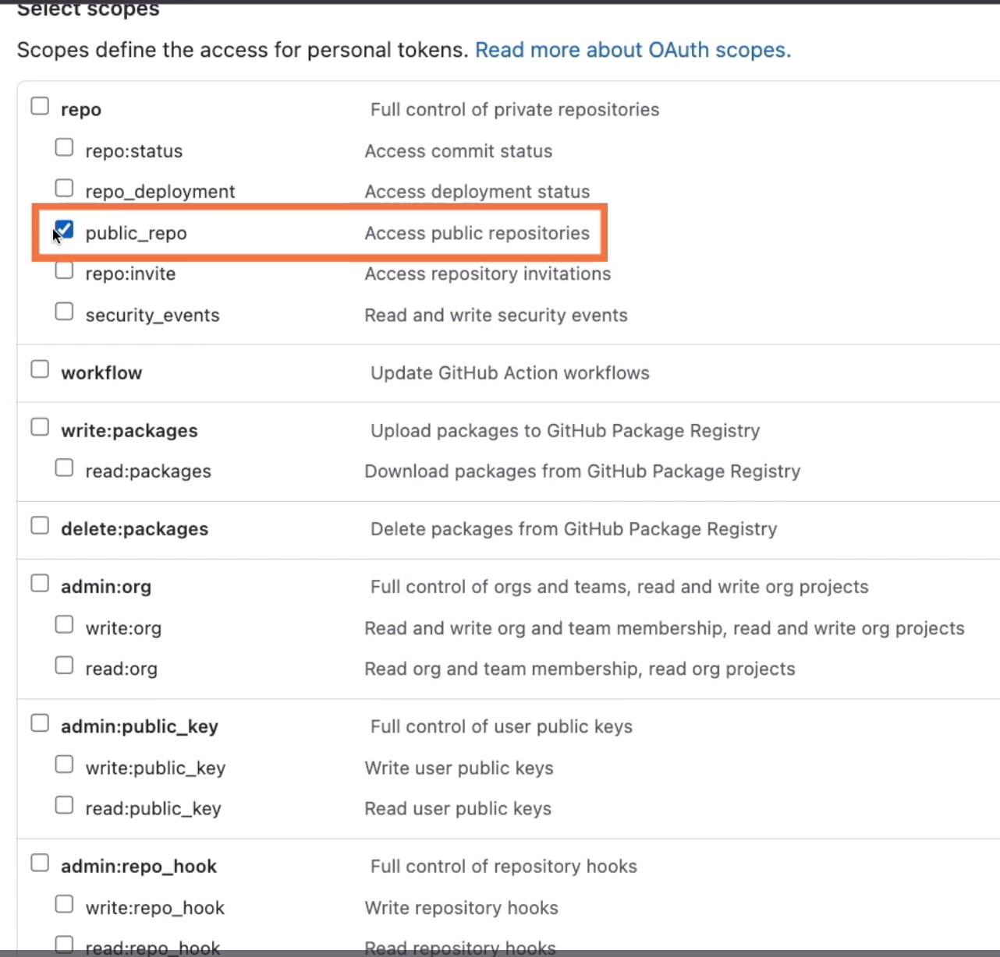 Select scopes
Scopes define the access for personal tokens. Read more about OAuth scopes.
repo Full control of private repositories
repo:status Access commit status
repo_deployment Access deployment status
public_repo Access public repositories
repo:invite Access repository invitations
security_events Read and write security events
workflow Update GitHub Action workflows
write:packages Upload packages to GitHub Package Registry
read:packages Download packages from GitHub Package Registry
delete:packages Delete packages from GitHub Package Registry
admin:org Full control of orgs and teams, read and write org projects
write:org Read and write org and team membership, read and write org projects
read:org Read org and team membership, read org projects
admin:public_key Full control of user public keys
write:public_key Write user public keys
read:public_key Read user public keys
admin:repo_hook Full control of repository hooks
write:repo_hook Write repository hooks
read:repo_hook Read repository hooks